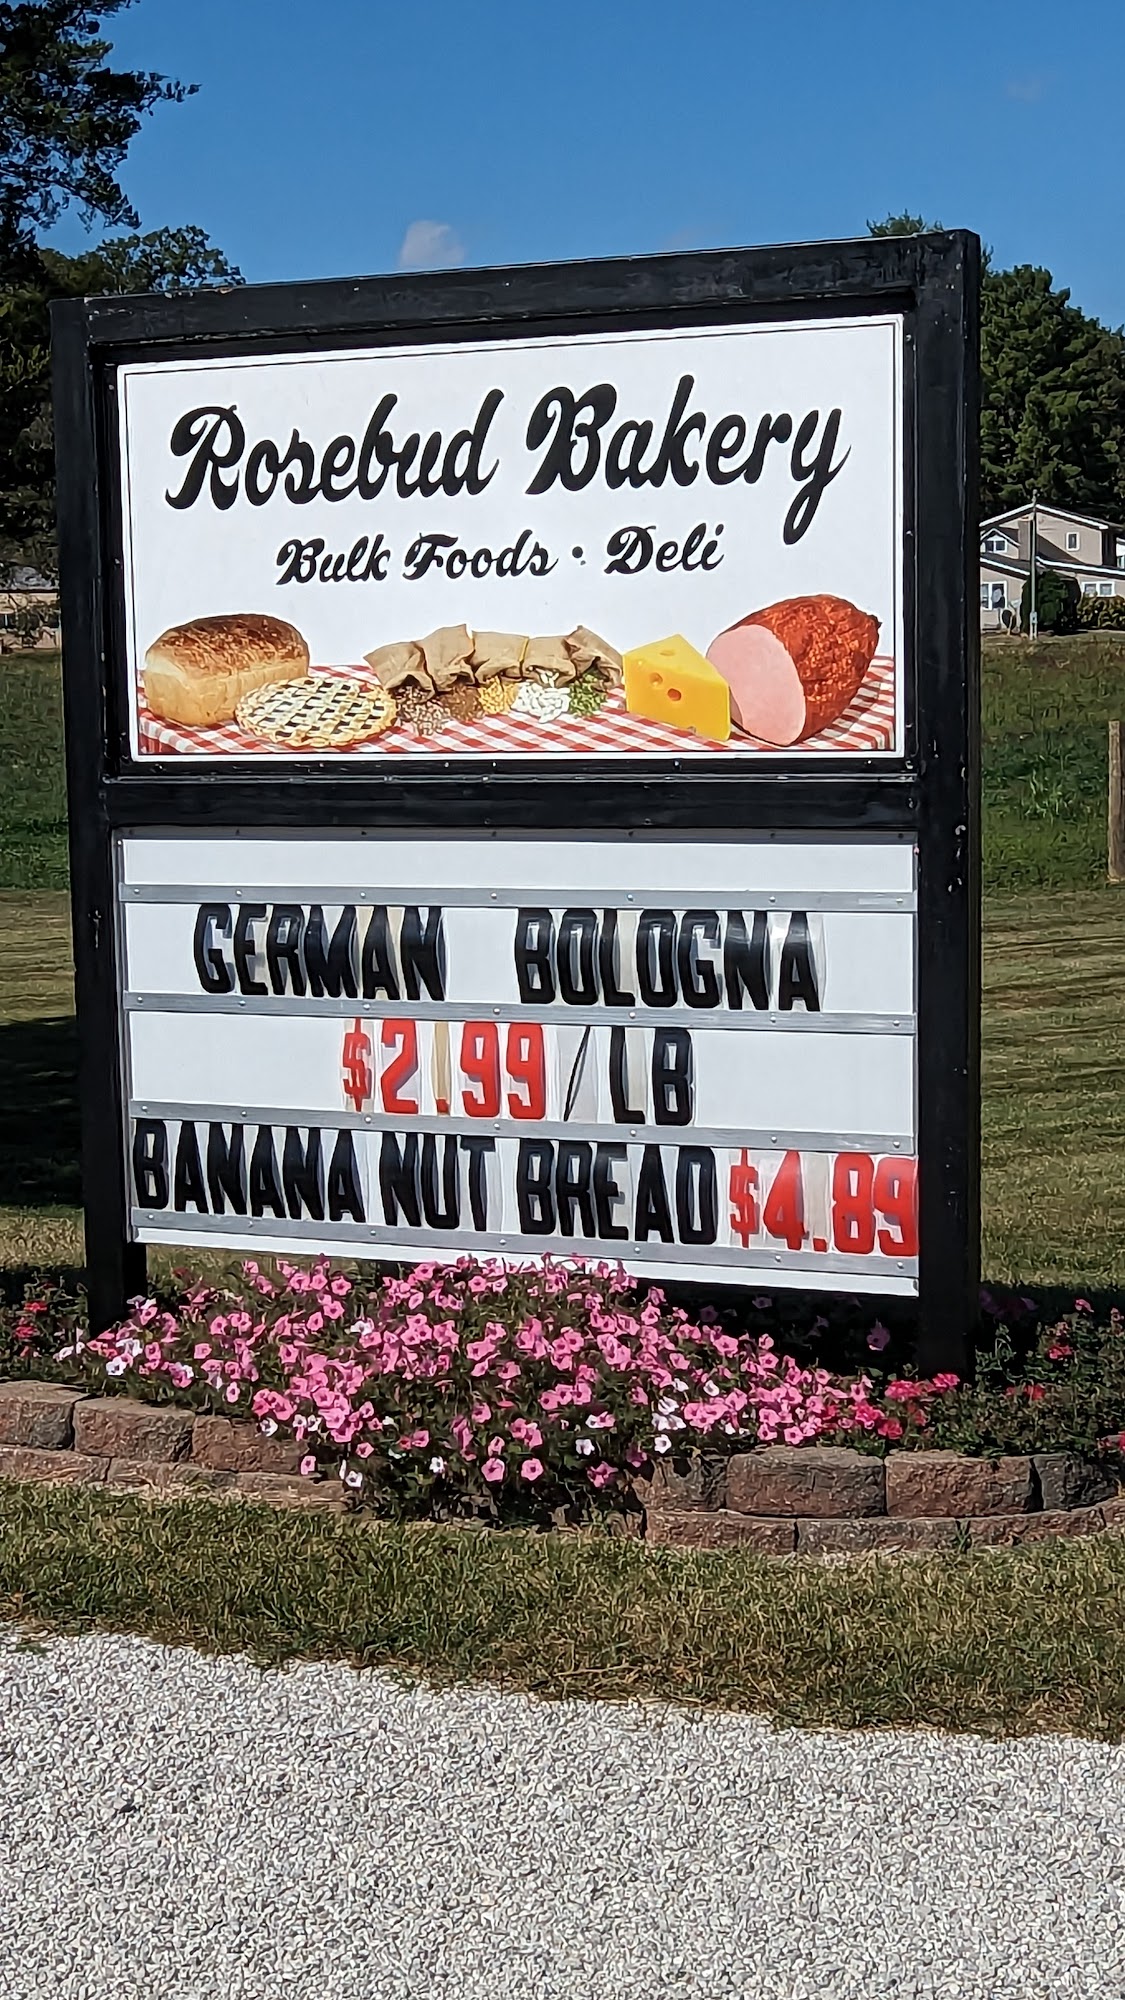 Rosebud Bakery
Bulk Foods • Deli
GERMAN BOLOGNA
$2.99/LB
BANANA NUT BREAD $4.89